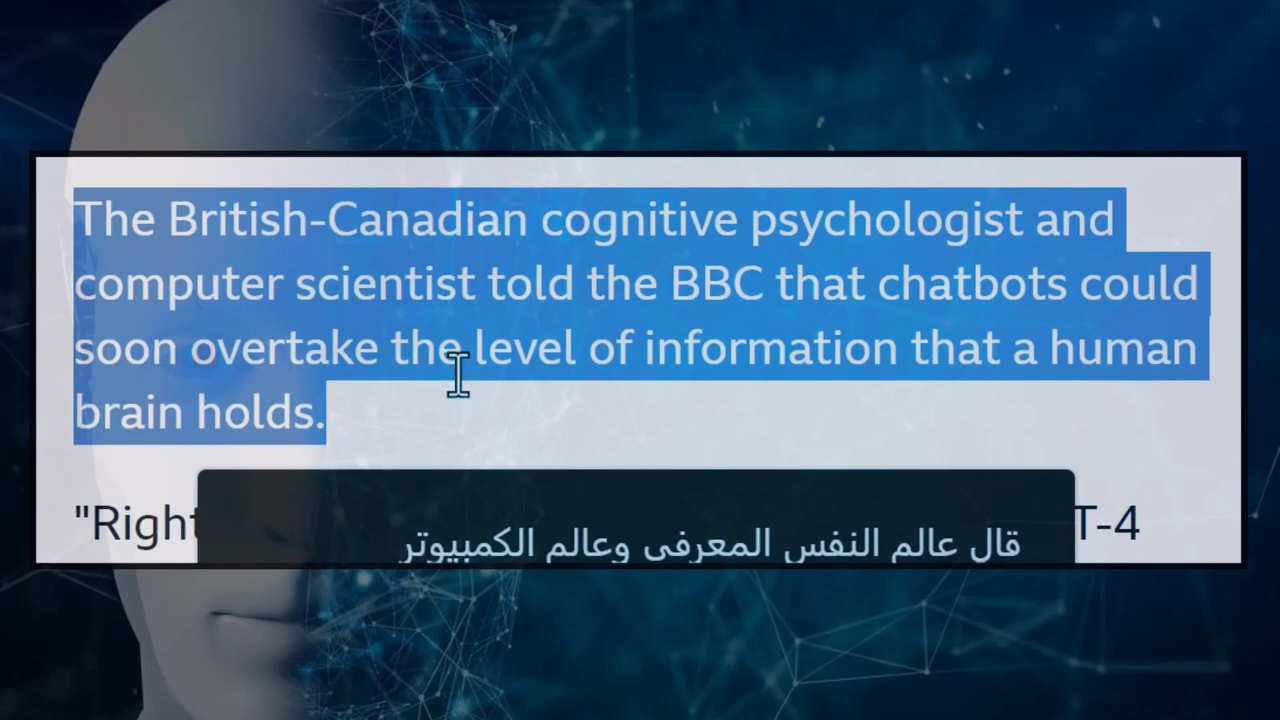 The British-Canadian cognitive psychologist and
computer scientist told the BBC that chatbots could
soon overtake the level of information that a human
brain holds.
"Right T-4
قال عالم النفس المعرفي وعالم الكمبيوتر